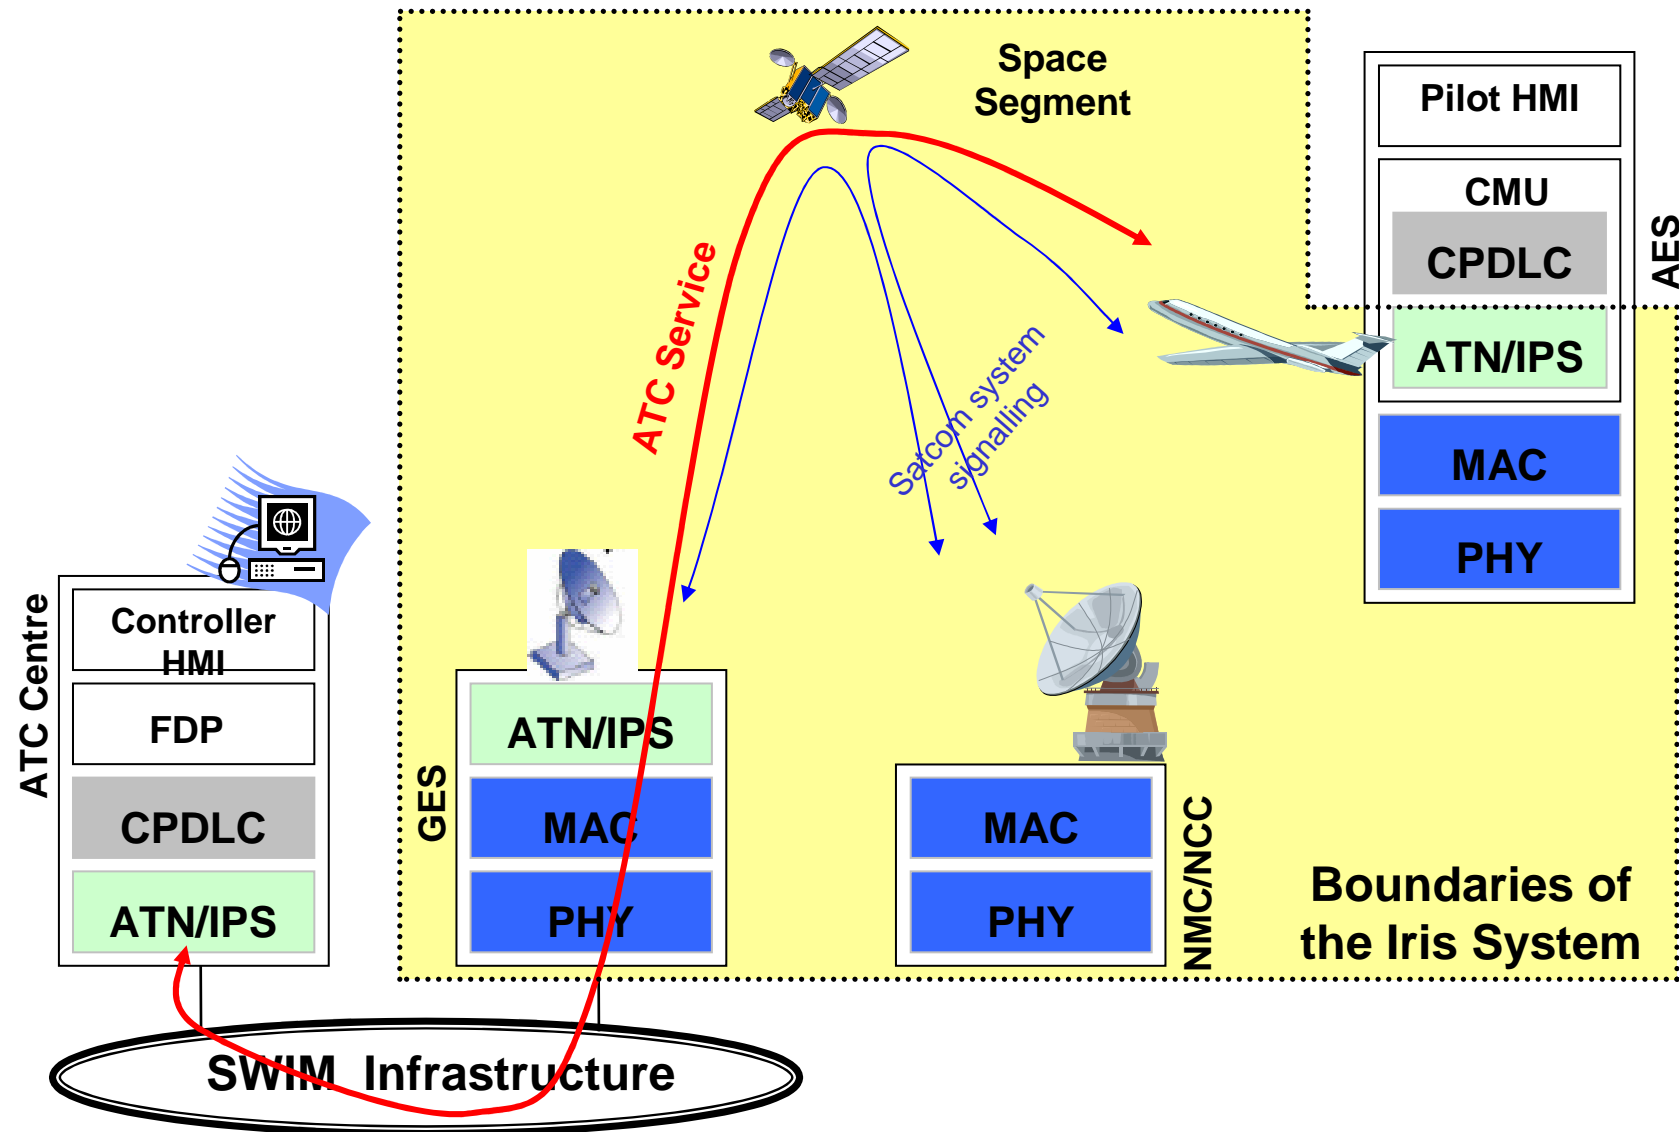 Space
Segment
Pilot HMI
CMU
CPDLC
ATN/IPS
MAC
PHY
AES
ATC Service
Satcom system
signalling
ATC Centre
Controller
HMI
FDP
CPDLC
ATN/IPS
GES
ATN/IPS
MAC
PHY
MAC
PHY
NMC/NCC
Boundaries of
the Iris System
SWIM Infrastructure